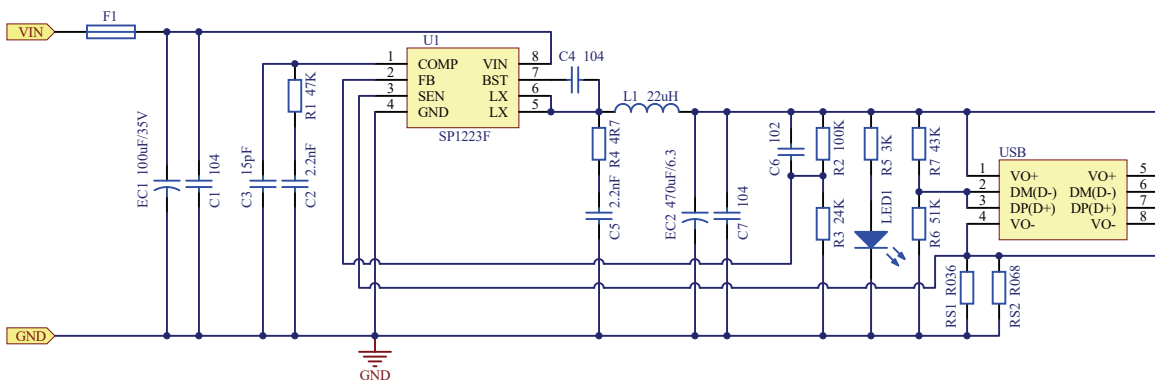 VIN
F1
EC1 100uF/35V
C1 104
C3 15pF
C2 2.2nF
R1 47K
U1
1 COMP VIN 8
2 FB BST 7
3 SEN LX 6
4 GND LX 5
SP1223F
C4 104
L1 22uH
R4 4R7
C5 2.2nF
EC2 470uF/6.3
C7 104
C6 102
R2 100K
R3 24K
R5 3K
LED1
R7 43K
R6 51K
USB
1 VO+ VO+ 5
2 DM(D-) DM(D-) 6
3 DP(D+) DP(D+) 7
4 VO- VO- 8
RS1 R036
RS2 R068
GND
GND